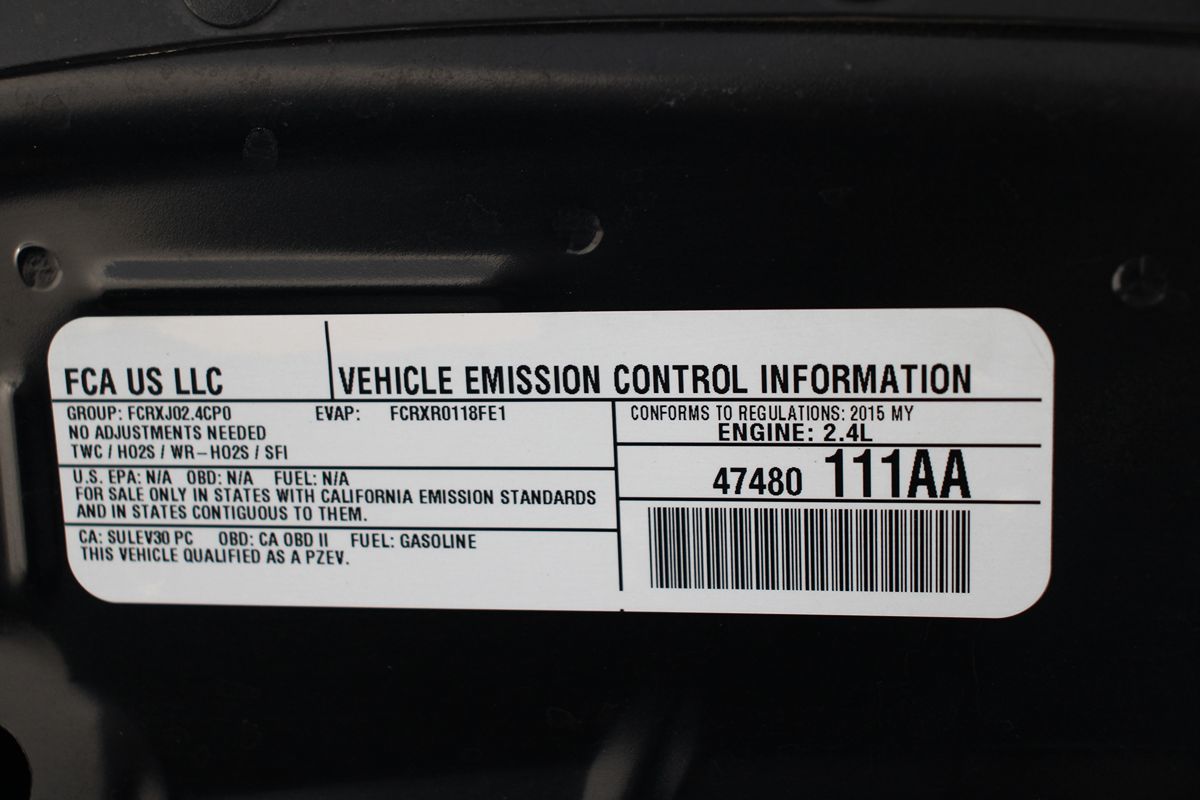 FCA US LLC
VEHICLE EMISSION CONTROL INFORMATION
GROUP: FCRXJ02.4CP0 EVAP: FCRXR0118FE1
NO ADJUSTMENTS NEEDED
TWC / HO2S / WR-HO2S / SFI
U.S. EPA: N/A OBD: N/A FUEL: N/A
FOR SALE ONLY IN STATES WITH CALIFORNIA EMISSION STANDARDS
AND IN STATES CONTIGUOUS TO THEM.
CA: SULEV30 PC OBD: CA OBD II FUEL: GASOLINE
THIS VEHICLE QUALIFIED AS A PZEV.
CONFORMS TO REGULATIONS: 2015 MY
ENGINE: 2.4L
47480 111AA